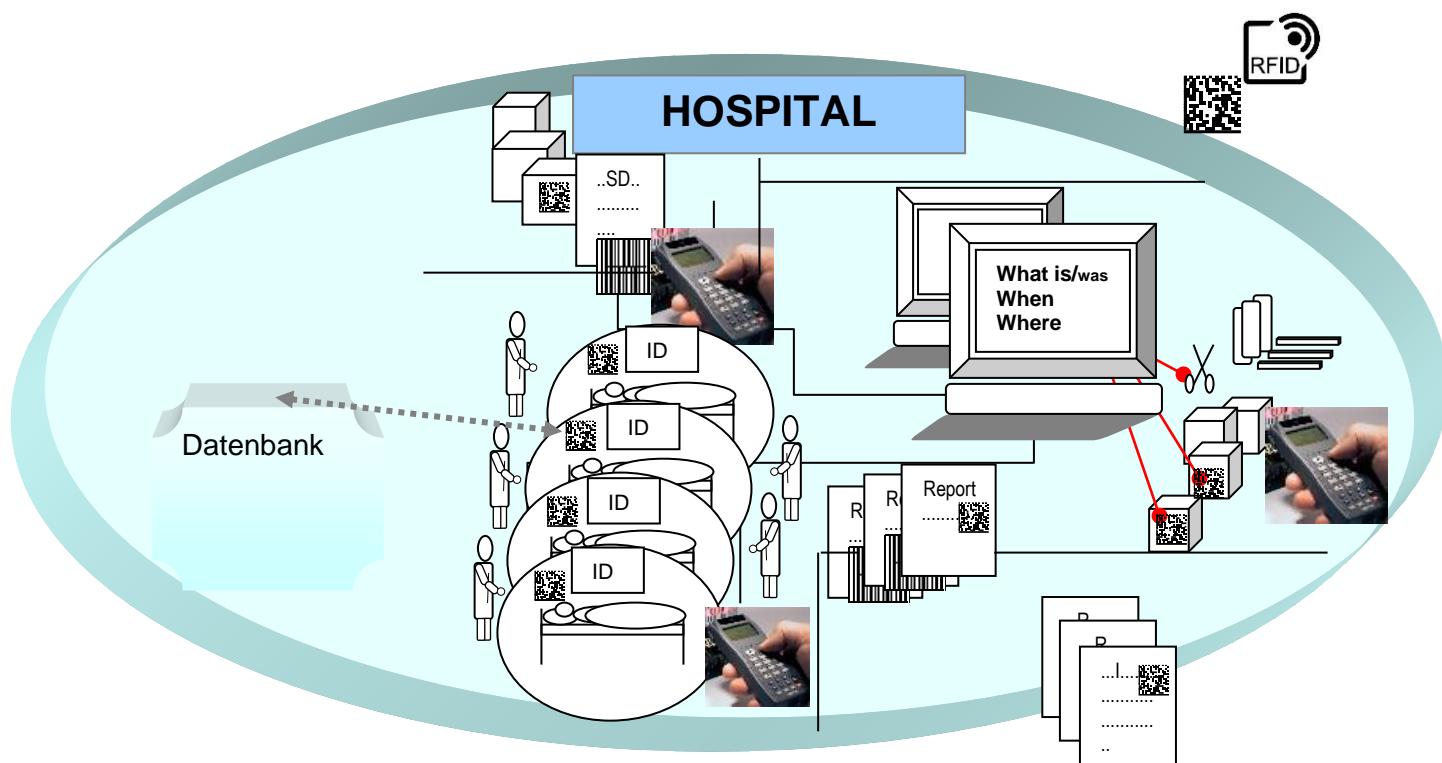 RFID
HOSPITAL
..SD..
.........
....
What is/was
When
Where
ID
ID
ID
ID
Datenbank
Report
R
...I....
...........
...........
..